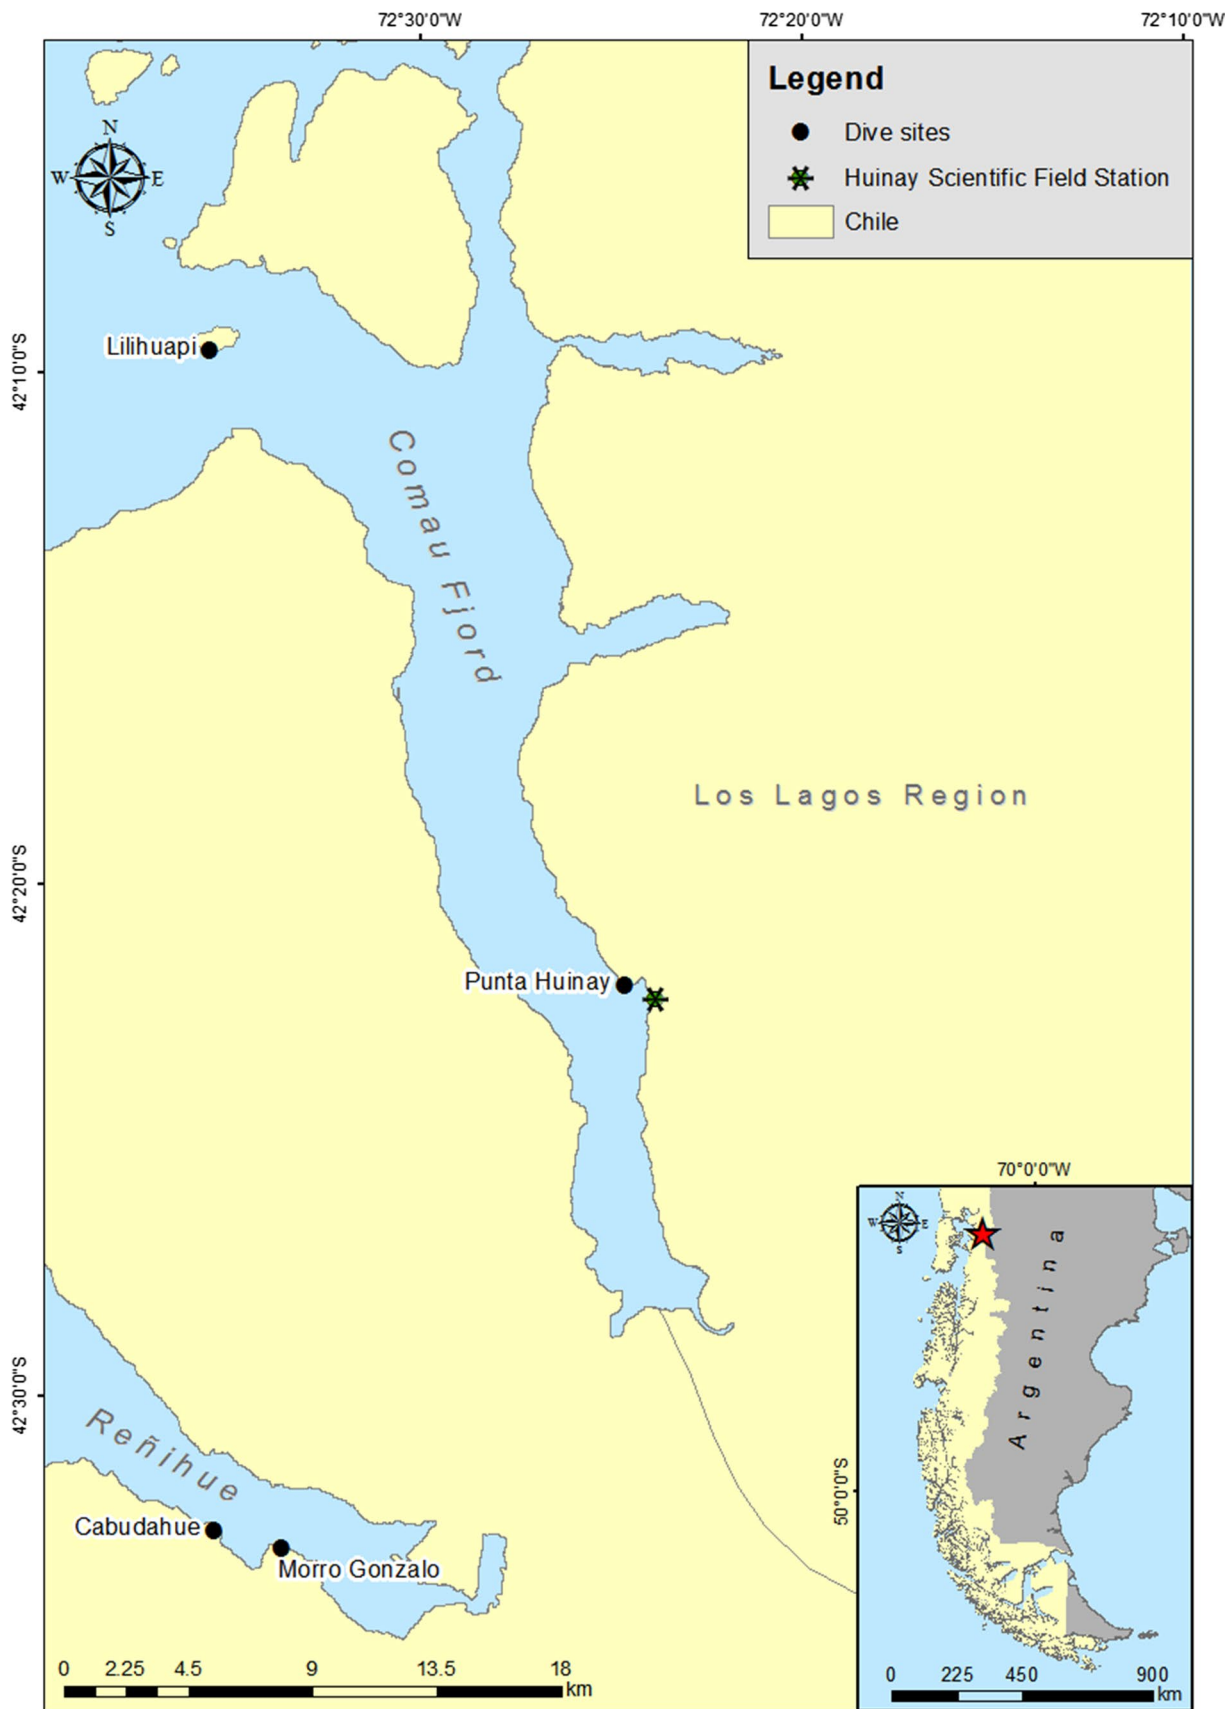 72°30'0"W
72°20'0"W
72°10'0"W
Legend
Dive sites
Huinay Scientific Field Station
Chile
N
W
E
S
Lilihuapi
42°10'0"S
Comau Fjord
Los Lagos Region
42°20'0"S
Punta Huinay
70°0'0"W
N
W
E
S
Argentina
42°30'0"S
Reñihue
50°0'0"S
Cabudahue
Morro Gonzalo
0 2.25 4.5 9 13.5 18
km
0 225 450 900
km